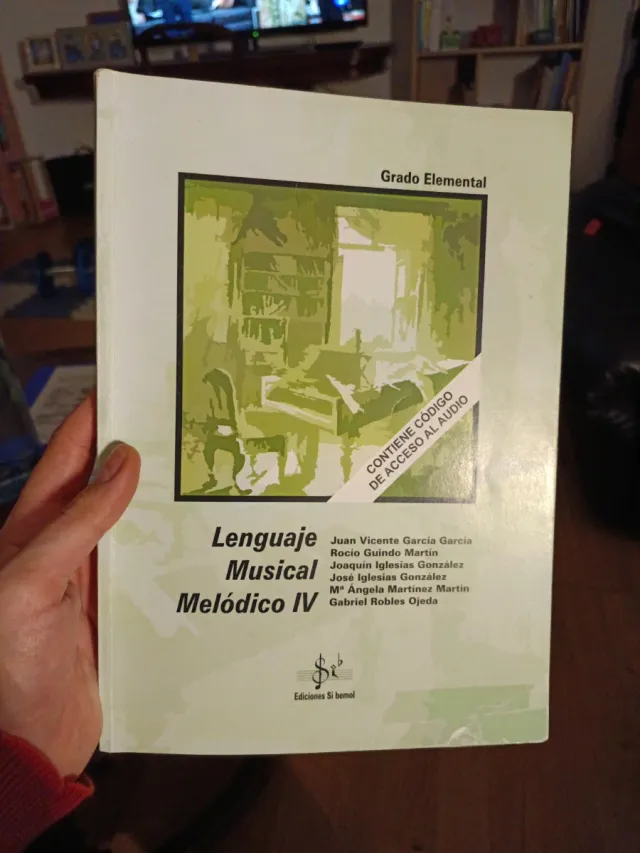 Grado Elemental
CONTIENE CÓDIGO
DE ACCESO AL AUDIO
Lenguaje
Musical
Melódico IV
Juan Vicente García García
Rocío Guindo Martín
Joaquín Iglesias González
José Iglesias González
Mª Ángela Martínez Martín
Gabriel Robles Ojeda
Si♭
Ediciones Si bemol